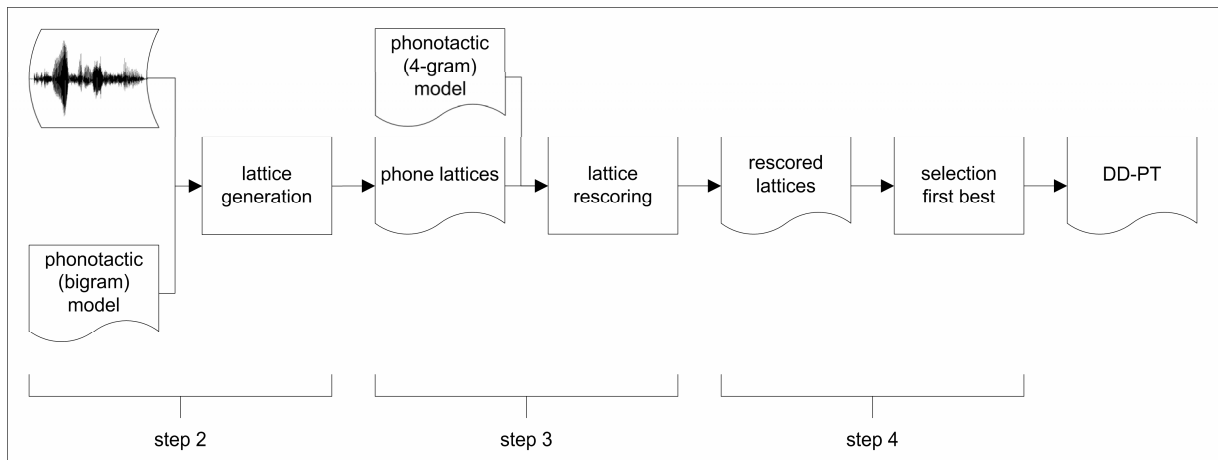 phonotactic
(4-gram)
model
lattice
generation
phone lattices
lattice
rescoring
rescored
lattices
selection
first best
DD-PT
phonotactic
(bigram)
model
step 2
step 3
step 4